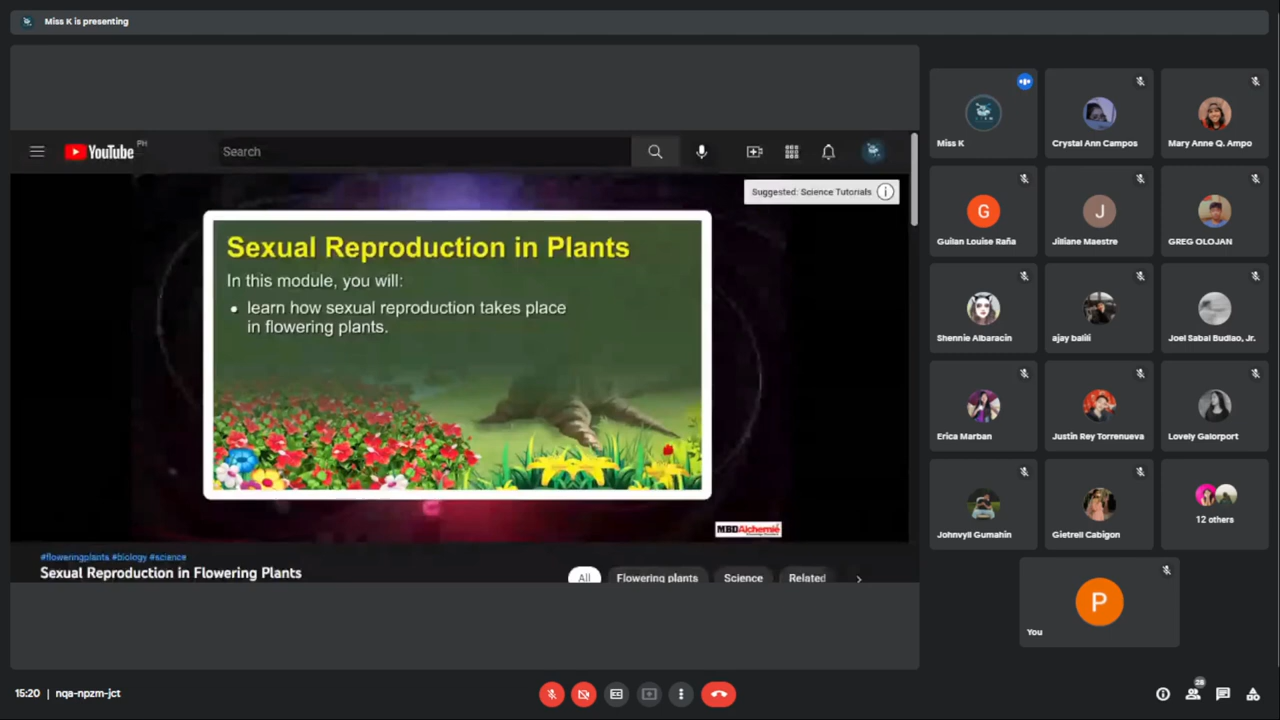 Miss K is presenting
YouTube PH
Search
Suggested: Science Tutorials
Sexual Reproduction in Plants
In this module, you will:
• learn how sexual reproduction takes place
in flowering plants.
MBDAlchemie
#floweringplants #biology #science
Sexual Reproduction in Flowering Plants
All
Flowering plants
Science
Related
Miss K
Crystal Ann Campos
Mary Anne Q. Ampo
G
Guilan Louise Raña
J
Jilliane Maestre
GREG OLOJAN
Shennie Albaracin
ajay balili
Joel Sabal Budlao, Jr.
Erica Marban
Justin Rey Torrenueva
Lovely Galorport
Johnvyll Gumahin
Gietrell Cabigon
12 others
P
You
15:20 | nqa-npzm-jct
28